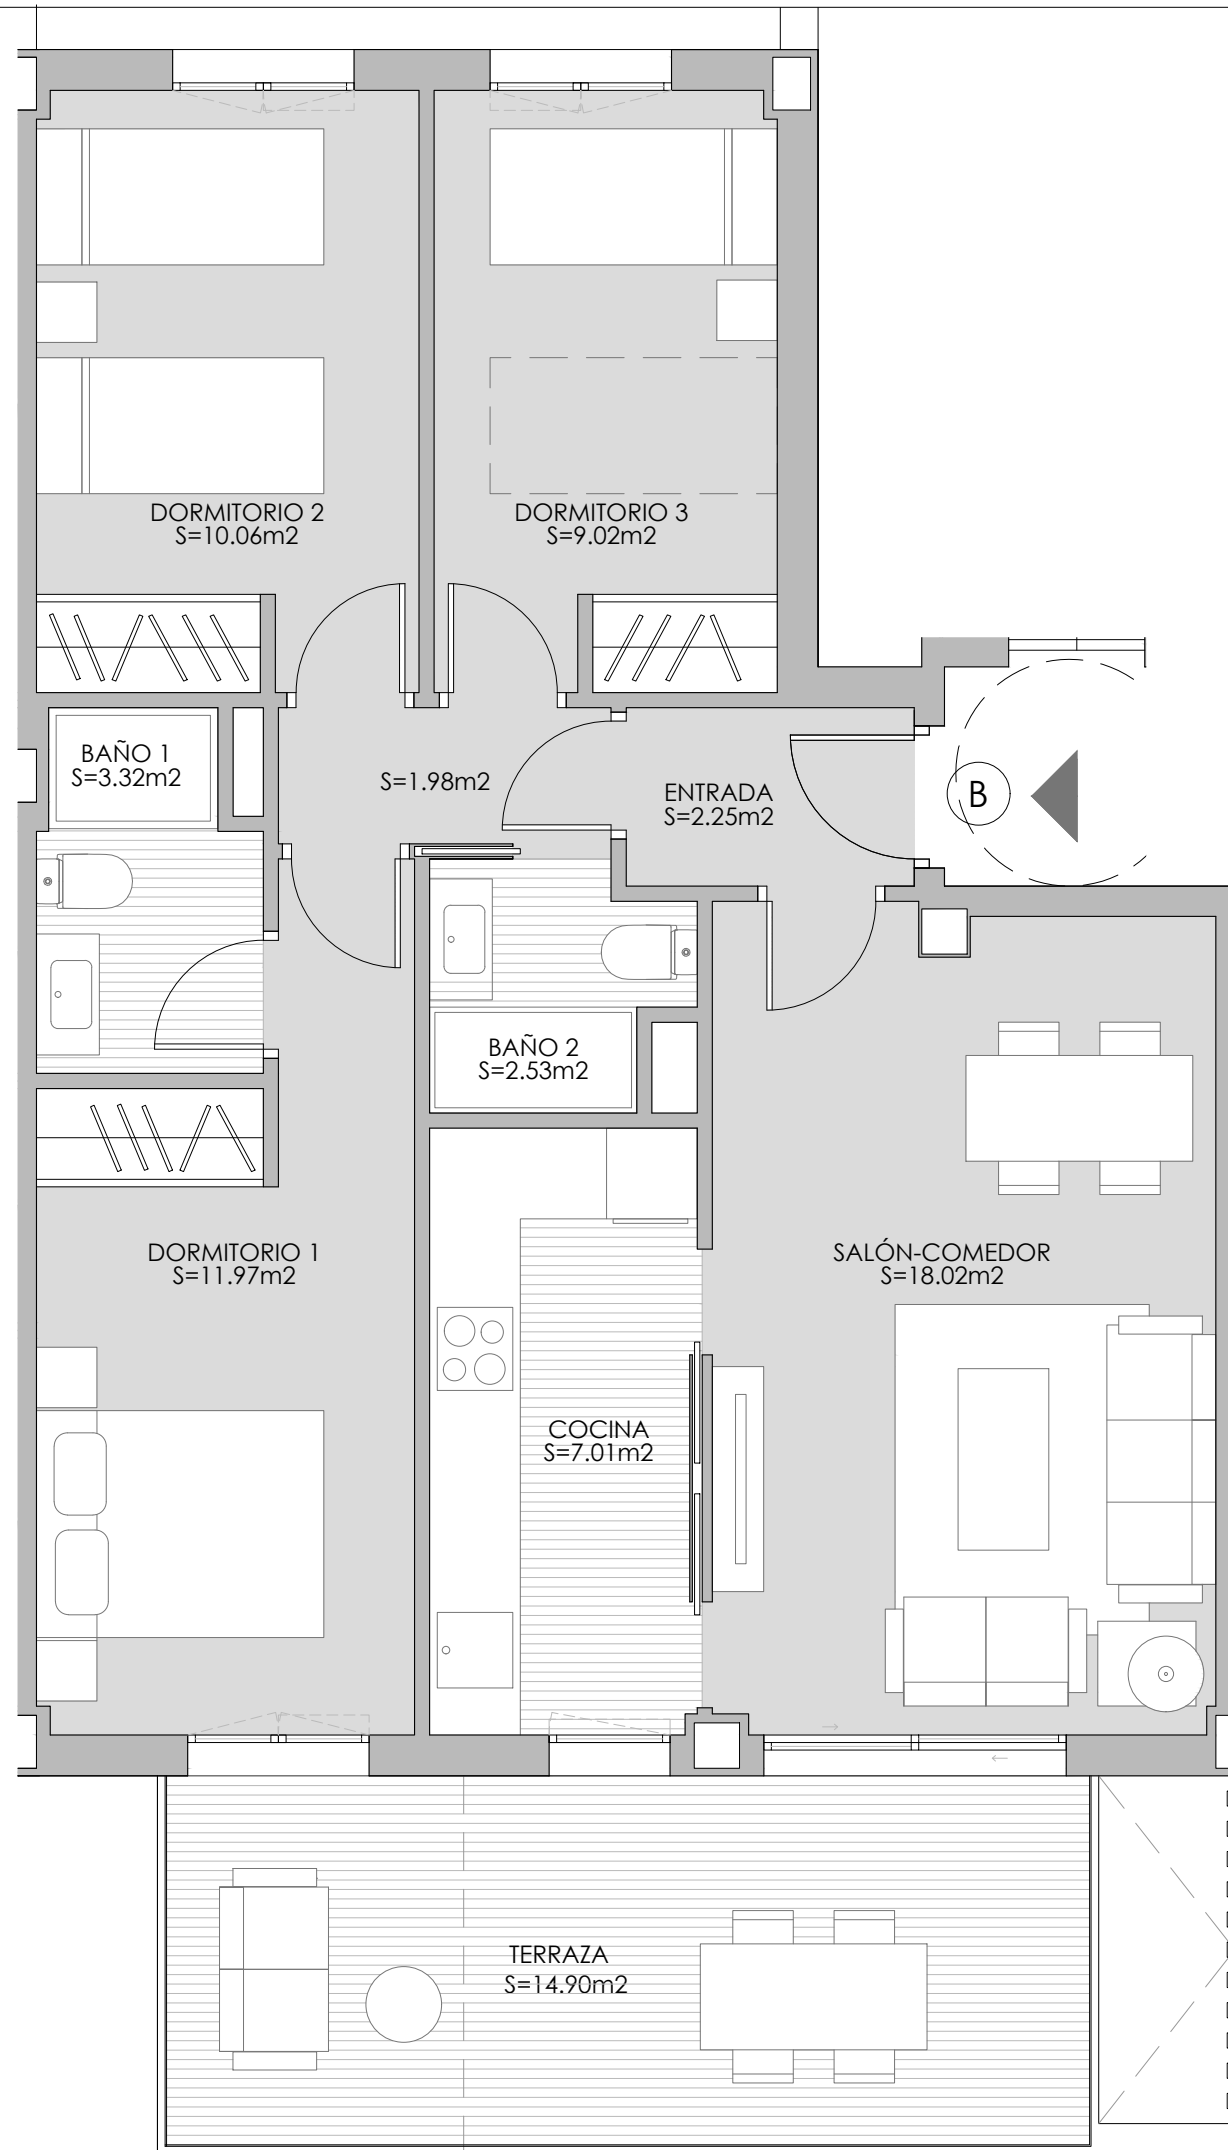 DORMITORIO 2
S=10.06m2
DORMITORIO 3
S=9.02m2
BAÑO 1
S=3.32m2
S=1.98m2
ENTRADA
S=2.25m2
B
BAÑO 2
S=2.53m2
DORMITORIO 1
S=11.97m2
SALÓN-COMEDOR
S=18.02m2
COCINA
S=7.01m2
TERRAZA
S=14.90m2